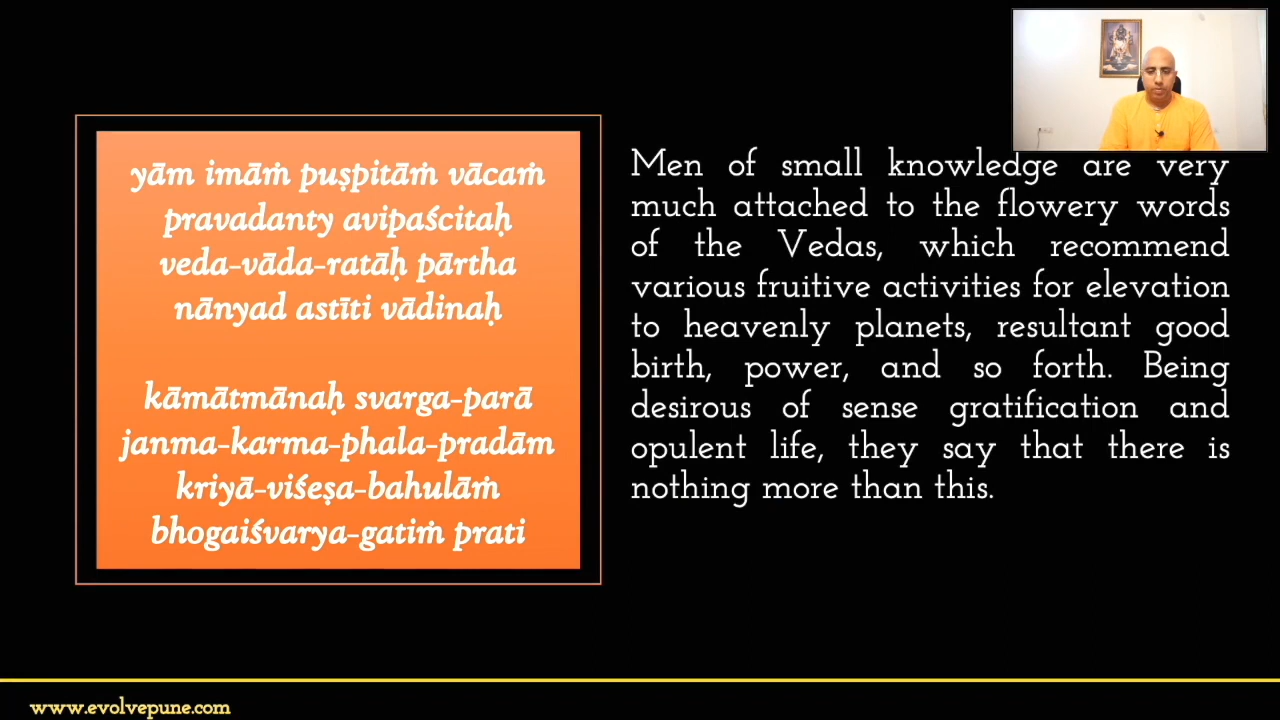 yām imāṁ puṣpitāṁ vācaṁ
pravadanty avipaścitaḥ
veda-vāda-ratāḥ pārtha
nānyad astīti vādinaḥ
kāmātmānaḥ svarga-parā
janma-karma-phala-pradām
kriyā-viśeṣa-bahulāṁ
bhogaiśvarya-gatiṁ prati
Men of small knowledge are very
much attached to the flowery words
of the Vedas, which recommend
various fruitive activities for elevation
to heavenly planets, resultant good
birth, power, and so forth. Being
desirous of sense gratification and
opulent life, they say that there is
nothing more than this.
www.evolvepune.com